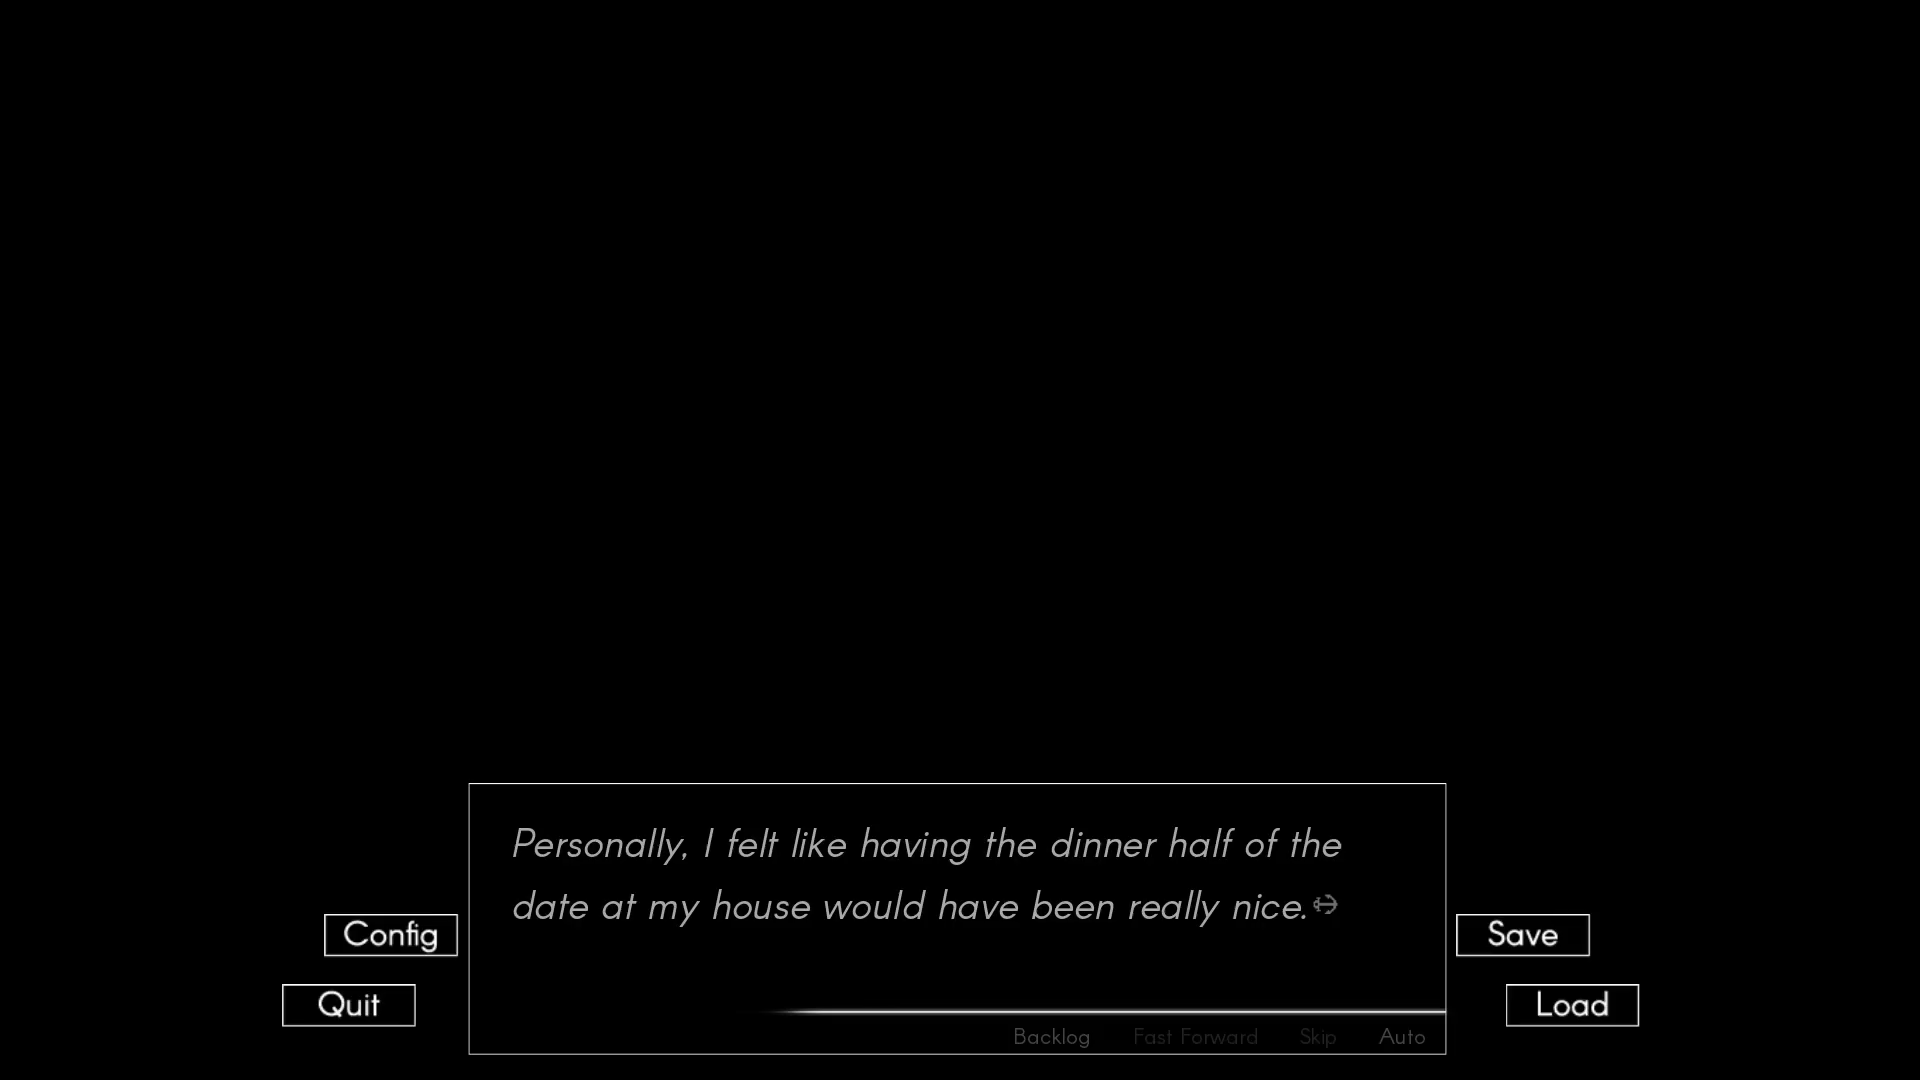 Personally, I felt like having the dinner half of the
date at my house would have been really nice.
Config
Save
Quit
Load
Backlog Fast Forward Skip Auto